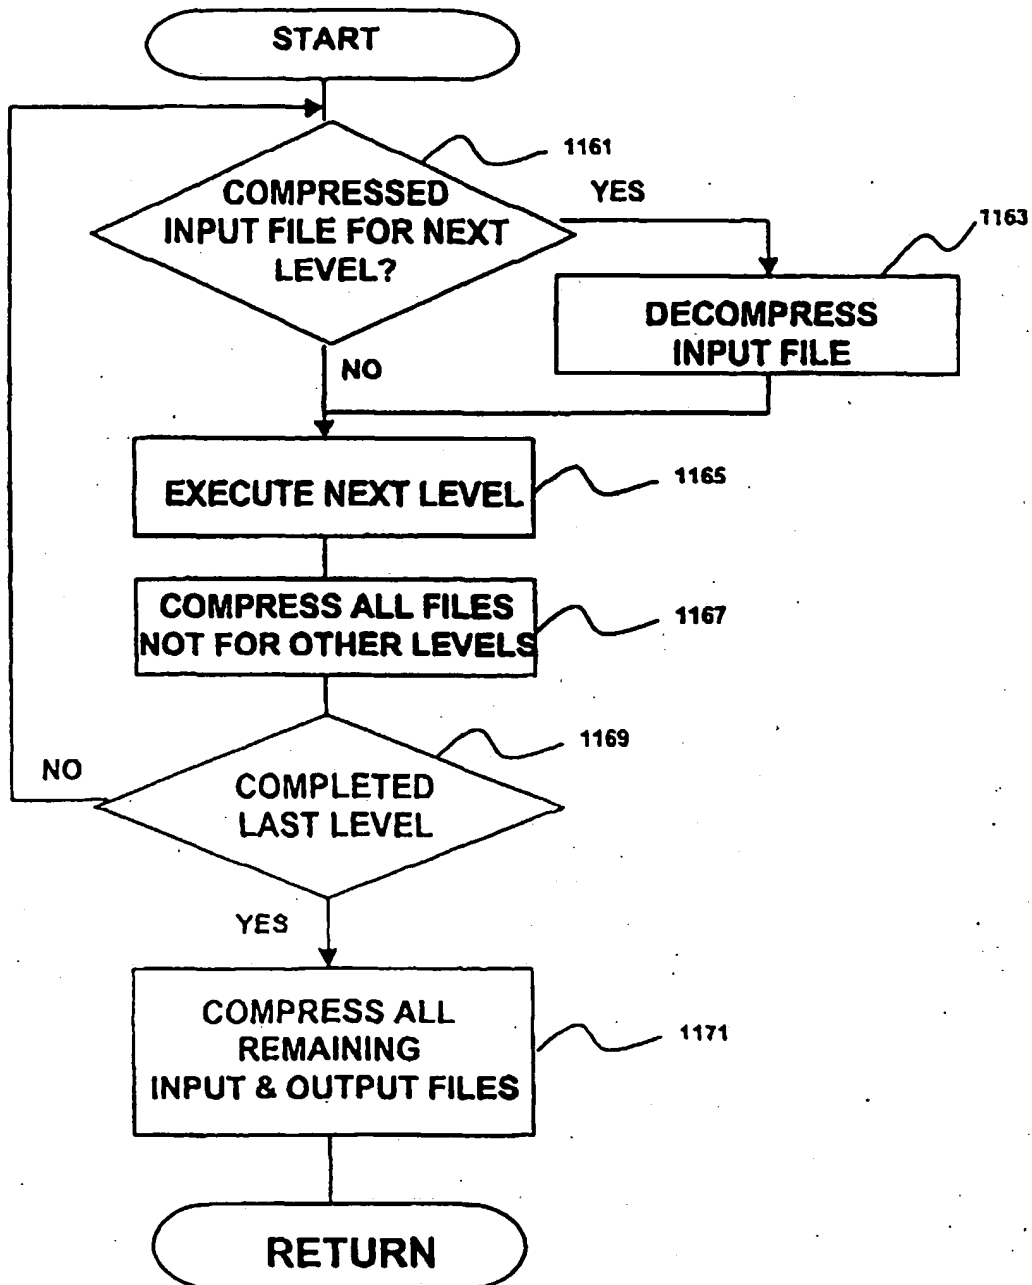 START
1161
COMPRESSED
INPUT FILE FOR NEXT
LEVEL?
YES
1163
DECOMPRESS
INPUT FILE
NO
EXECUTE NEXT LEVEL
1165
COMPRESS ALL FILES
NOT FOR OTHER LEVELS
1167
1169
NO
COMPLETED
LAST LEVEL
YES
COMPRESS ALL
REMAINING
INPUT & OUTPUT FILES
1171
RETURN